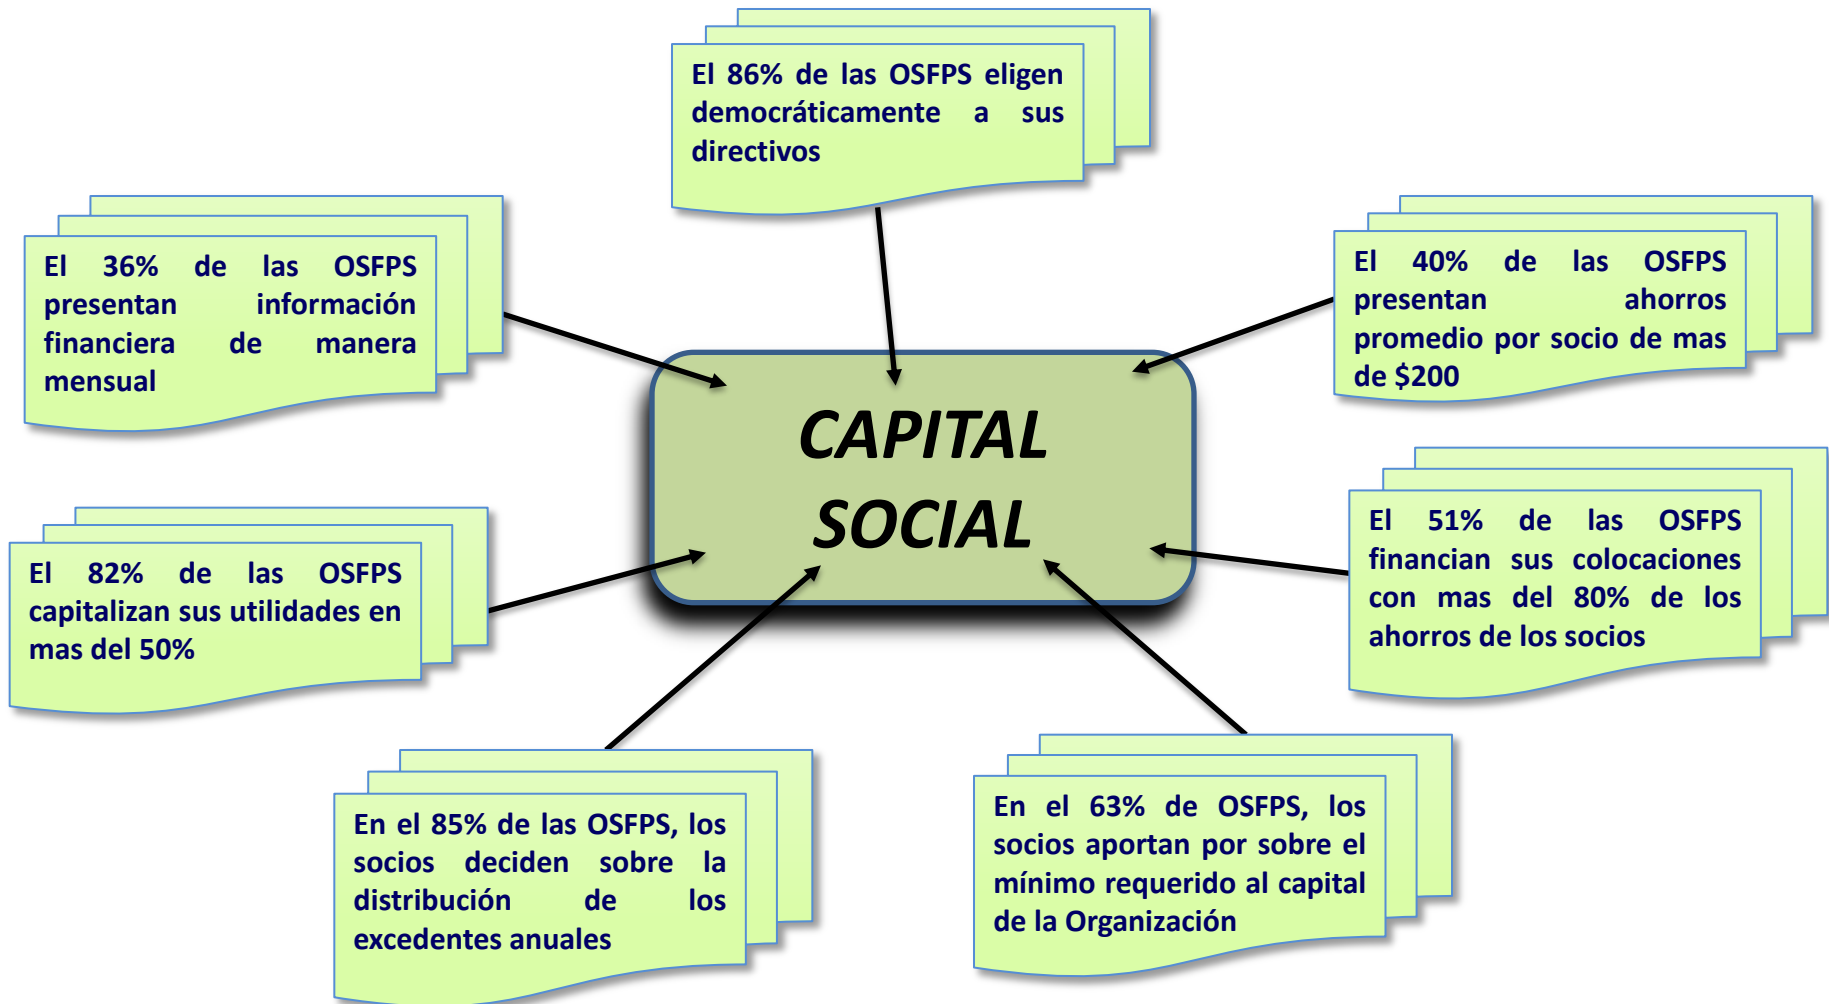 El 86% de las OSFPS eligen
democráticamente a sus
directivos
El 36% de las OSFPS
presentan información
financiera de manera
mensual
El 40% de las OSFPS
presentan ahorros
promedio por socio de mas
de $200
CAPITAL
SOCIAL
El 82% de las OSFPS
capitalizan sus utilidades en
mas del 50%
El 51% de las OSFPS
financian sus colocaciones
con mas del 80% de los
ahorros de los socios
En el 85% de las OSFPS, los
socios deciden sobre la
distribución de los
excedentes anuales
En el 63% de OSFPS, los
socios aportan por sobre el
mínimo requerido al capital
de la Organización